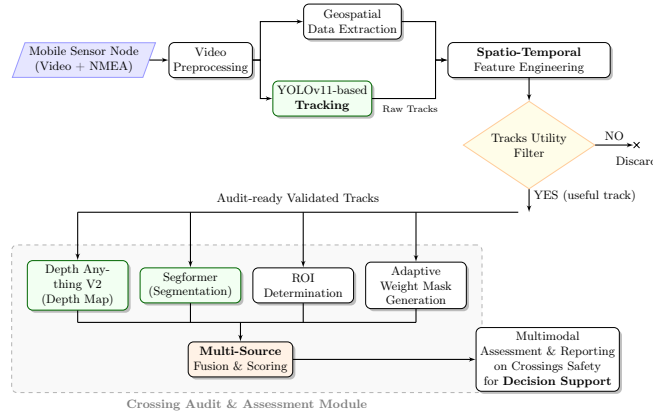 Mobile Sensor Node
(Video + NMEA)
Video
Preprocessing
Geospatial
Data Extraction
YOLOv11-based
Tracking
Raw Tracks
Spatio-Temporal
Feature Engineering
Tracks Utility
Filter
NO
Discar
YES (useful track)
Audit-ready Validated Tracks
Depth Any-
thing V2
(Depth Map)
Segformer
(Segmentation)
ROI
Determination
Adaptive
Weight Mask
Generation
Multi-Source
Fusion & Scoring
Multimodal
Assessment & Reporting
on Crossings Safety
for Decision Support
Crossing Audit & Assessment Module